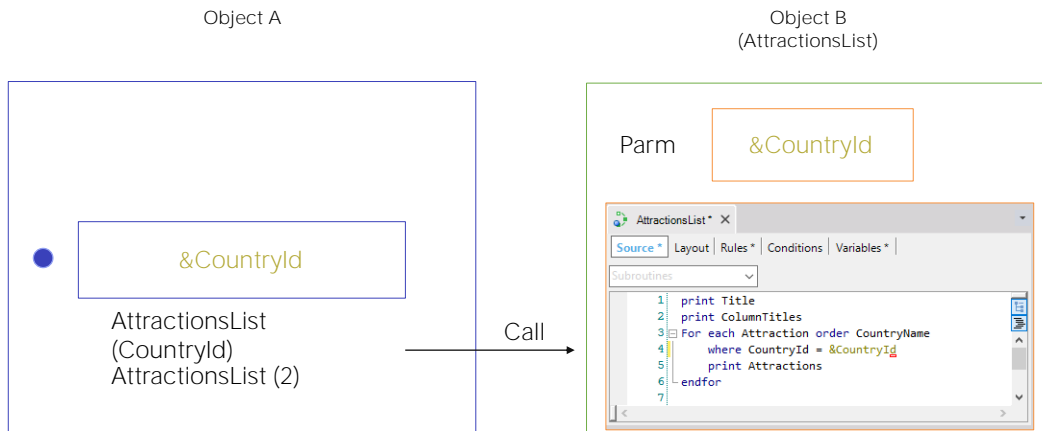 Object A
Object B
(AttractionsList)
&CountryId
AttractionsList
(CountryId)
AttractionsList (2)
Call
Parm
&CountryId
AttractionsList *
Source * Layout Rules * Conditions Variables *
Subroutines
1 print Title
2 print ColumnTitles
3 For each Attraction order CountryName
4 where CountryId = &CountryId
5 print Attractions
6 endfor
7